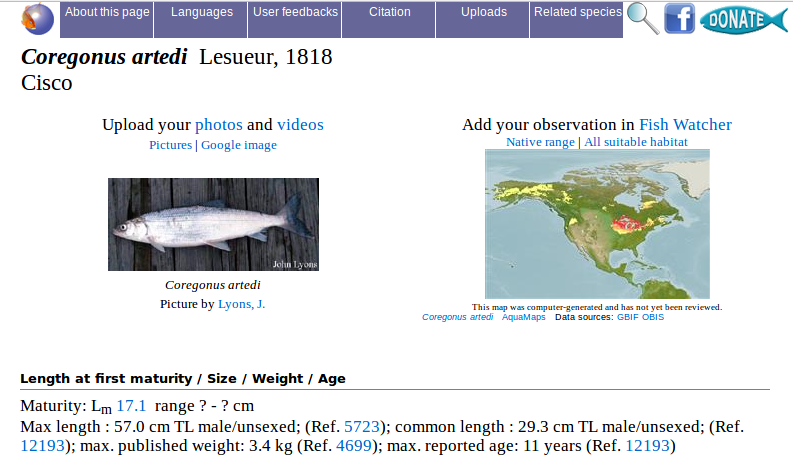 About this page Languages User feedbacks Citation Uploads Related species DONATE
Coregonus artedi Lesueur, 1818
Cisco
Upload your photos and videos
Pictures | Google image
John Lyons
Coregonus artedi
Picture by Lyons, J.
Add your observation in Fish Watcher
Native range | All suitable habitat
This map was computer-generated and has not yet been reviewed.
Coregonus artedi AquaMaps Data sources: GBIF OBIS
Length at first maturity / Size / Weight / Age
Maturity: Lm 17.1 range ? - ? cm
Max length : 57.0 cm TL male/unsexed; (Ref. 5723); common length : 29.3 cm TL male/unsexed; (Ref.
12193); max. published weight: 3.4 kg (Ref. 4699); max. reported age: 11 years (Ref. 12193)